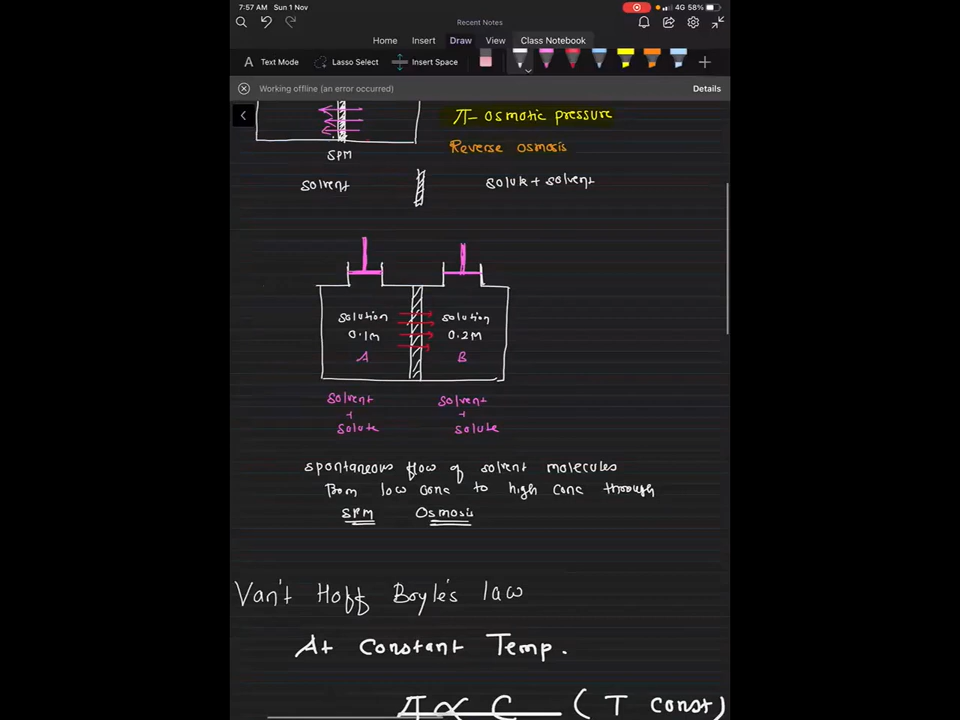 7:57 AM Sun 1 Nov
4G 58%
Recent Notes
Home Insert Draw View Class Notebook
Text Mode Lasso Select Insert Space
Working offline (an error occurred) Details
π- osmotic pressure
Reverse osmosis
SPM
solvent solute + solvent
solution solution
0.1M 0.2M
A B
solvent solvent
+ +
solute solute
spontaneous flow of solvent molecules
from low conc to high conc through
SPM Osmosis
Van't Hoff Boyle's law
At Constant Temp.
π ∝ C (T const)